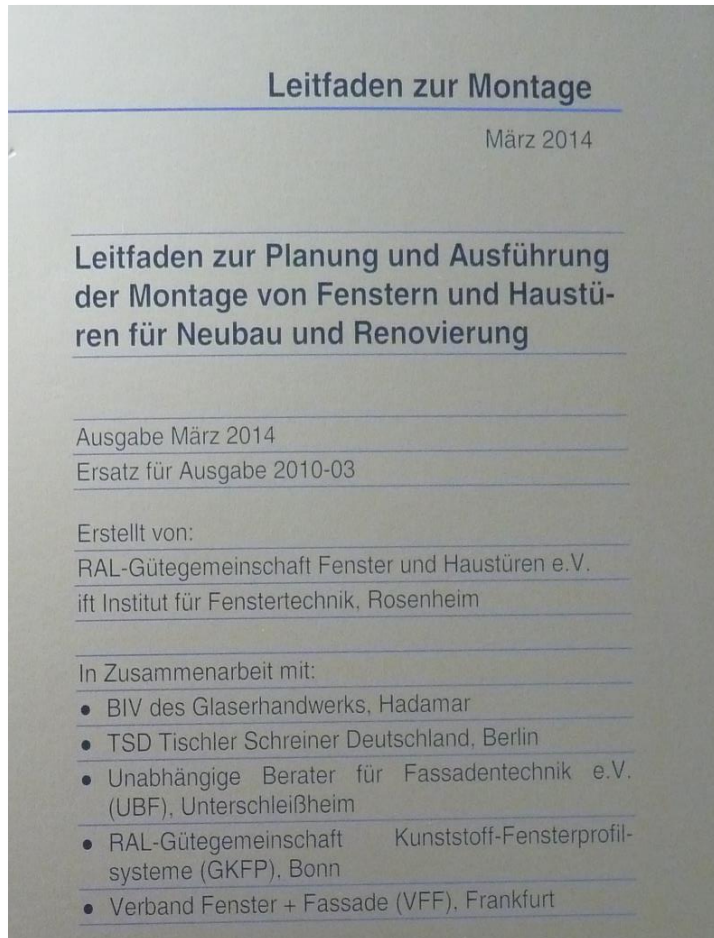 Leitfaden zur Montage
März 2014
Leitfaden zur Planung und Ausführung
der Montage von Fenstern und Haustü-
ren für Neubau und Renovierung
Ausgabe März 2014
Ersatz für Ausgabe 2010-03
Erstellt von:
RAL-Gütegemeinschaft Fenster und Haustüren e.V.
ift Institut für Fenstertechnik, Rosenheim
In Zusammenarbeit mit:
• BIV des Glaserhandwerks, Hadamar
• TSD Tischler Schreiner Deutschland, Berlin
• Unabhängige Berater für Fassadentechnik e.V.
(UBF), Unterschleißheim
• RAL-Gütegemeinschaft Kunststoff-Fensterprofil-
systeme (GKFP), Bonn
• Verband Fenster + Fassade (VFF), Frankfurt